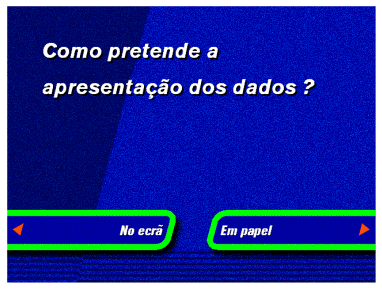 Como pretende a
apresentação dos dados ?
No ecrã
Em papel